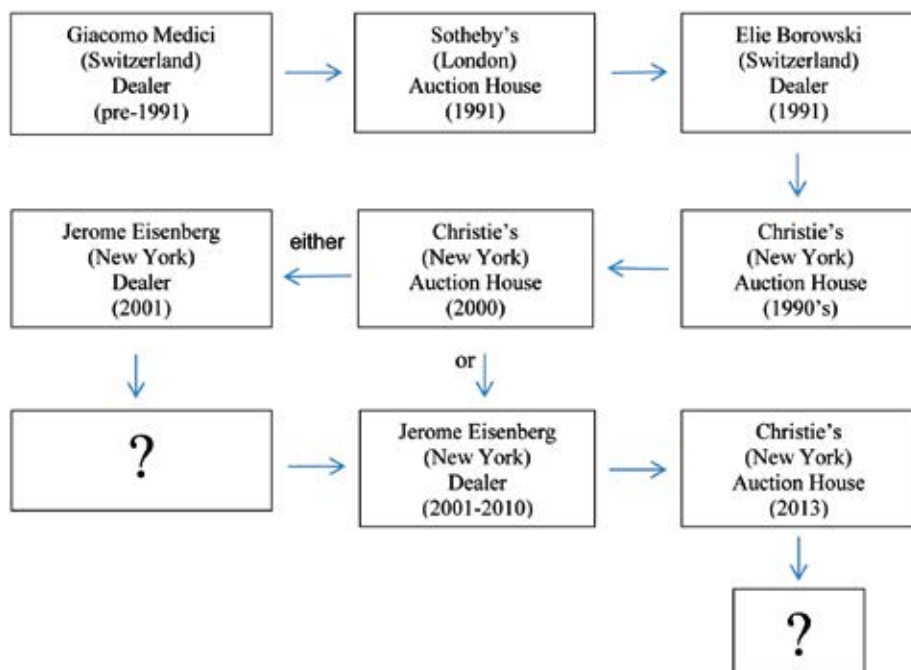 Giacomo Medici
(Switzerland)
Dealer
(pre-1991)
Sotheby's
(London)
Auction House
(1991)
Elie Borowski
(Switzerland)
Dealer
(1991)
Jerome Eisenberg
(New York)
Dealer
(2001)
either
Christie's
(New York)
Auction House
(2000)
Christie's
(New York)
Auction House
(1990's)
or
?
Jerome Eisenberg
(New York)
Dealer
(2001-2010)
Christie's
(New York)
Auction House
(2013)
?